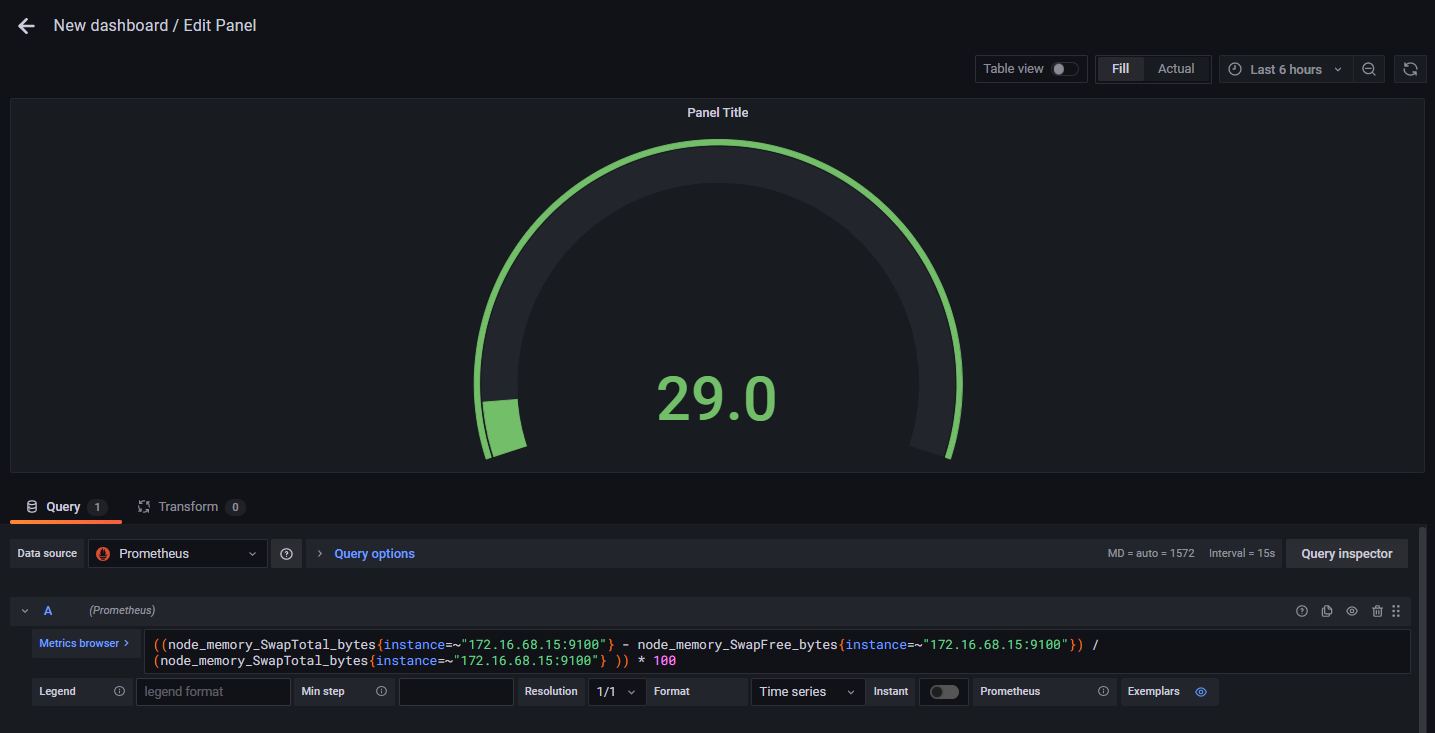 New dashboard / Edit Panel
Table view Fill Actual Last 6 hours
Panel Title
29.0
Query 1 Transform 0
Data source Prometheus Query options MD = auto = 1572 Interval = 15s Query inspector
A (Prometheus)
Metrics browser > ((node_memory_SwapTotal_bytes{instance=~"172.16.68.15:9100"} - node_memory_SwapFree_bytes{instance=~"172.16.68.15:9100"}) /
(node_memory_SwapTotal_bytes{instance=~"172.16.68.15:9100"} )) * 100
Legend legend format Min step Resolution 1/1 Format Time series Instant Prometheus Exemplars